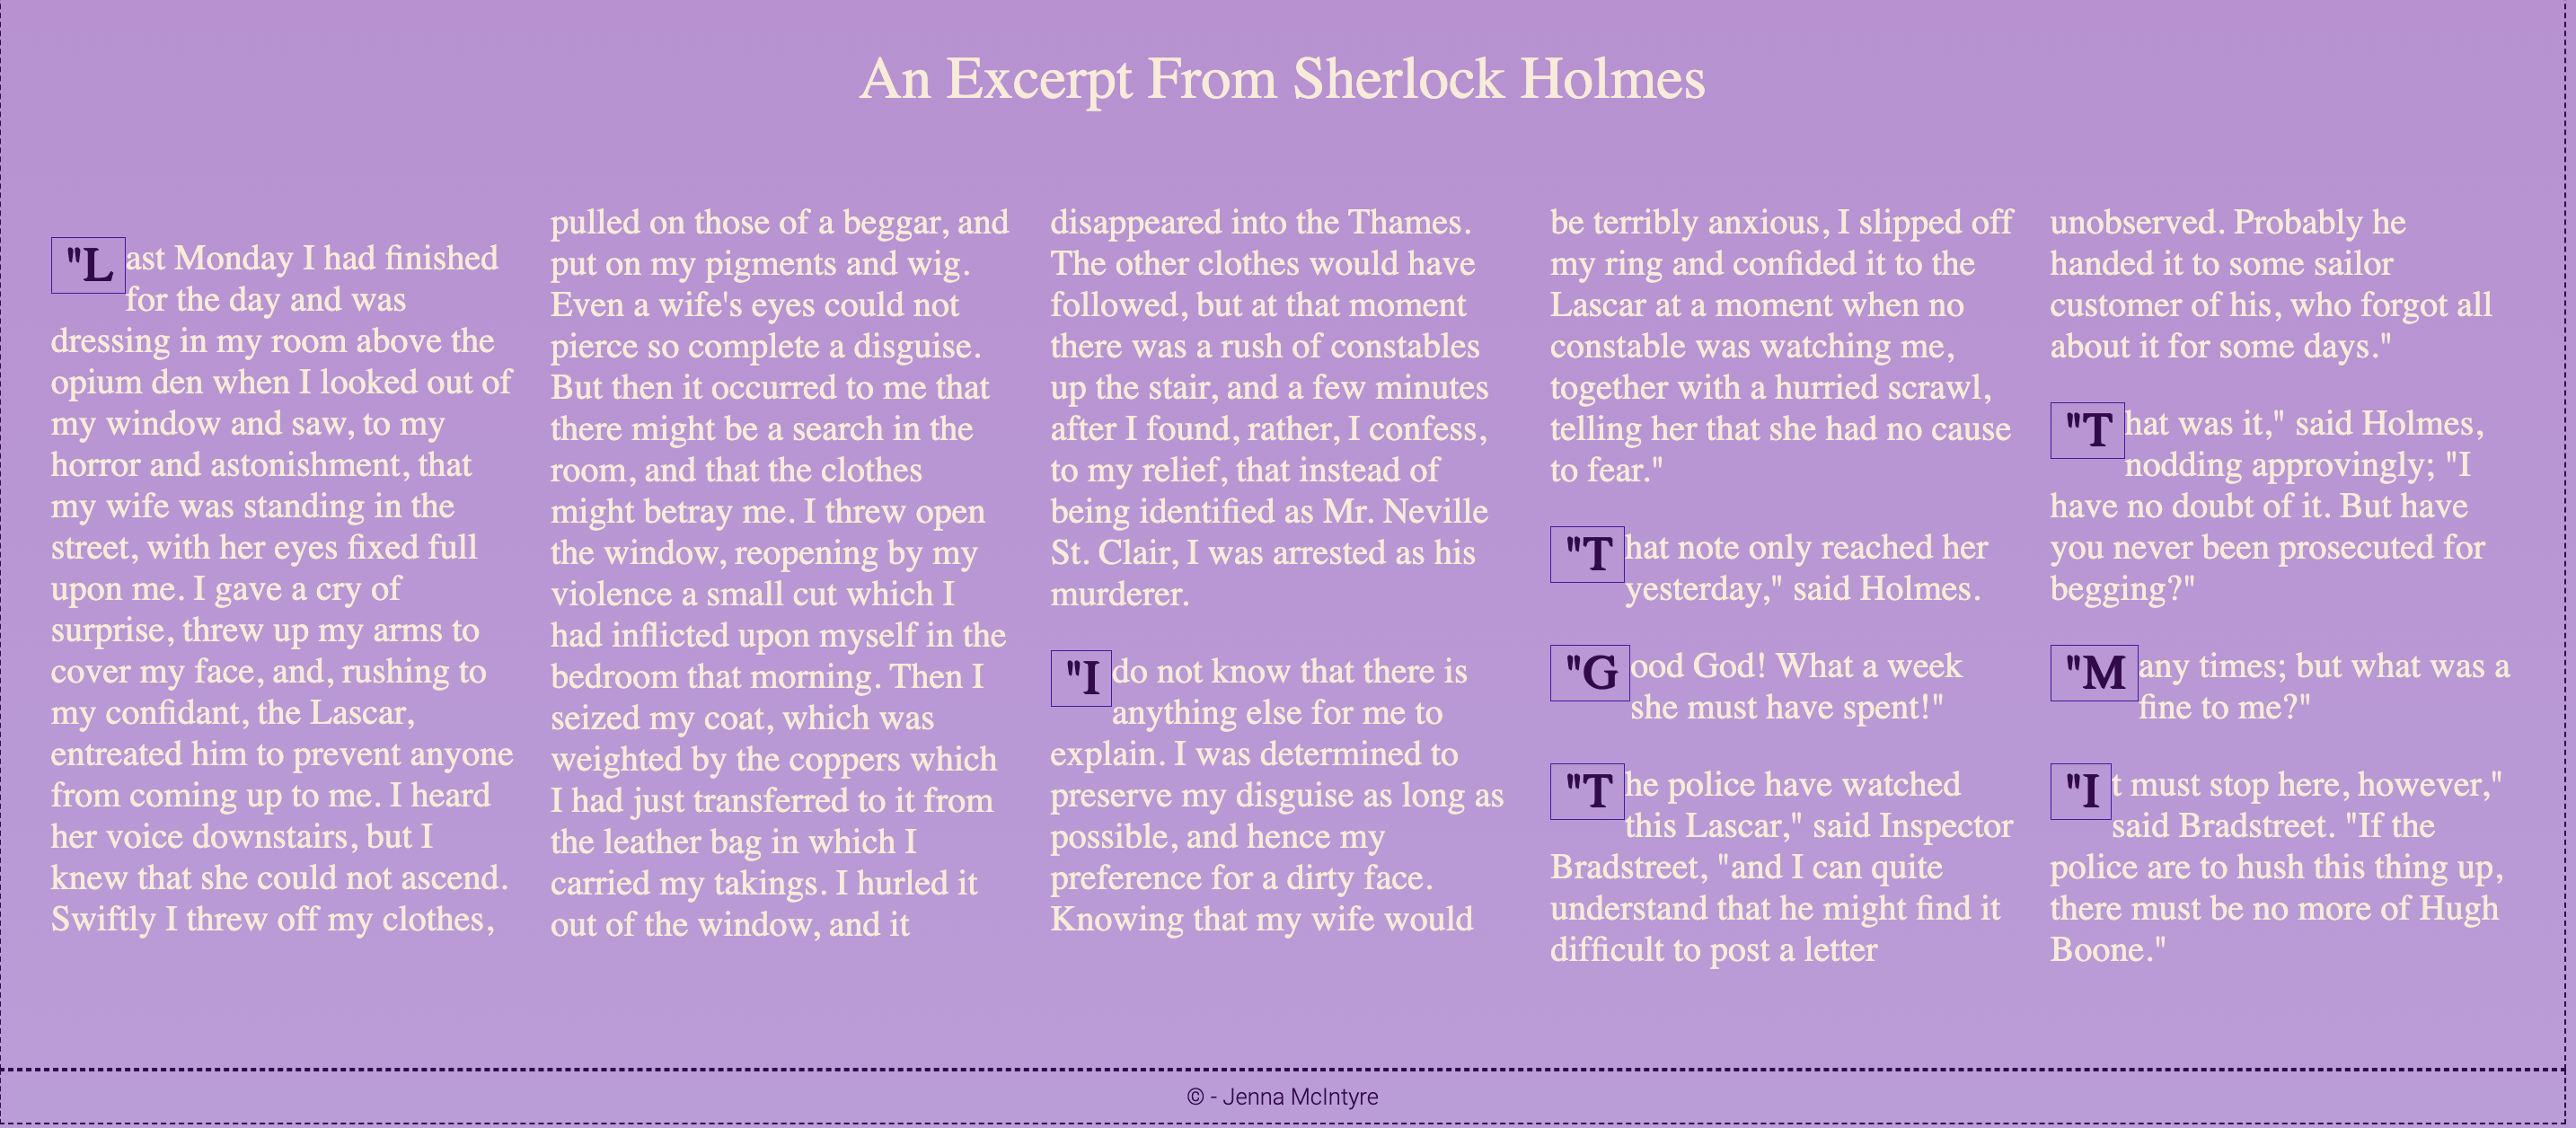 An Excerpt From Sherlock Holmes
"Last Monday I had finished
for the day and was
dressing in my room above the
opium den when I looked out of
my window and saw, to my
horror and astonishment, that
my wife was standing in the
street, with her eyes fixed full
upon me. I gave a cry of
surprise, threw up my arms to
cover my face, and, rushing to
my confidant, the Lascar,
entreated him to prevent anyone
from coming up to me. I heard
her voice downstairs, but I
knew that she could not ascend.
Swiftly I threw off my clothes,
pulled on those of a beggar, and
put on my pigments and wig.
Even a wife's eyes could not
pierce so complete a disguise.
But then it occurred to me that
there might be a search in the
room, and that the clothes
might betray me. I threw open
the window, reopening by my
violence a small cut which I
had inflicted upon myself in the
bedroom that morning. Then I
seized my coat, which was
weighted by the coppers which
I had just transferred to it from
the leather bag in which I
carried my takings. I hurled it
out of the window, and it
disappeared into the Thames.
The other clothes would have
followed, but at that moment
there was a rush of constables
up the stair, and a few minutes
after I found, rather, I confess,
to my relief, that instead of
being identified as Mr. Neville
St. Clair, I was arrested as his
murderer.
"I do not know that there is
anything else for me to
explain. I was determined to
preserve my disguise as long as
possible, and hence my
preference for a dirty face.
Knowing that my wife would
be terribly anxious, I slipped off
my ring and confided it to the
Lascar at a moment when no
constable was watching me,
together with a hurried scrawl,
telling her that she had no cause
to fear."
"That note only reached her
yesterday," said Holmes.
"Good God! What a week
she must have spent!"
"The police have watched
this Lascar," said Inspector
Bradstreet, "and I can quite
understand that he might find it
difficult to post a letter
unobserved. Probably he
handed it to some sailor
customer of his, who forgot all
about it for some days."
"That was it," said Holmes,
nodding approvingly; "I
have no doubt of it. But have
you never been prosecuted for
begging?"
"Many times; but what was a
fine to me?"
"It must stop here, however,"
said Bradstreet. "If the
police are to hush this thing up,
there must be no more of Hugh
Boone."
© - Jenna McIntyre